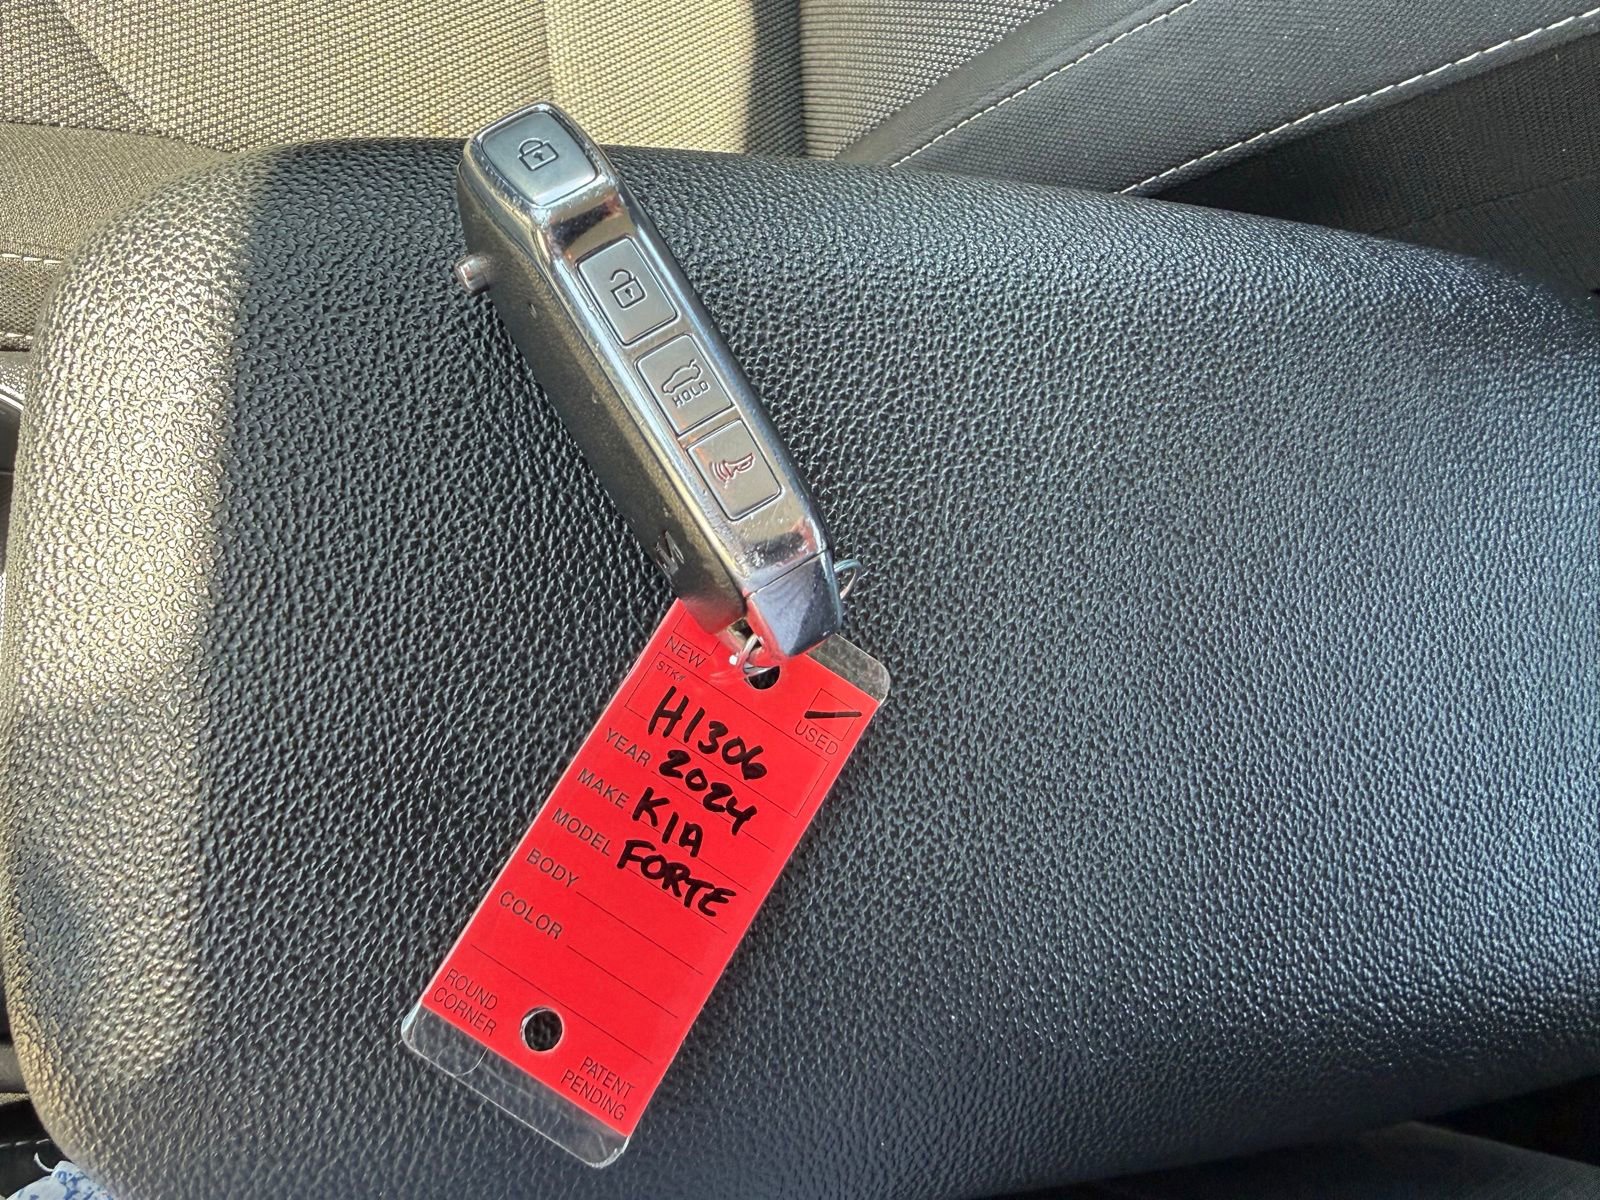 HOLD
NEW
USED
STK#
H1306
YEAR 2024
MAKE KIA
MODEL FORTE
BODY
COLOR
ROUND
CORNER
PATENT
PENDING